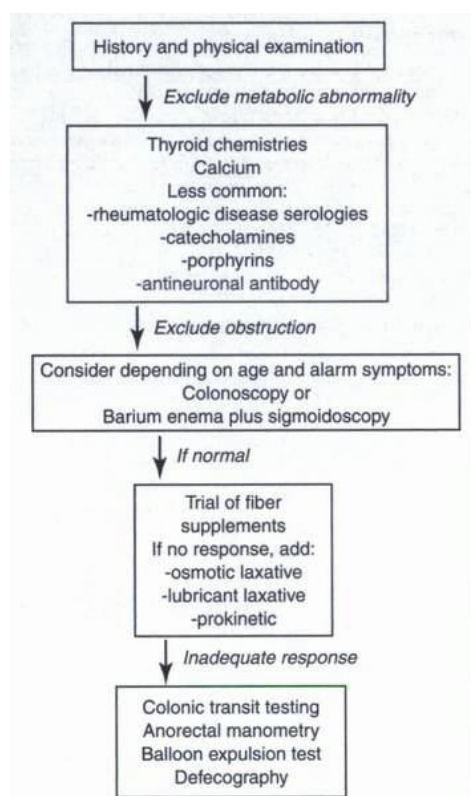 History and physical examination
Exclude metabolic abnormality
Thyroid chemistries
Calcium
Less common:
-rheumatologic disease serologies
-catecholamines
-porphyrins
-antineuronal antibody
Exclude obstruction
Consider depending on age and alarm symptoms:
Colonoscopy or
Barium enema plus sigmoidoscopy
If normal
Trial of fiber
supplements
If no response, add:
-osmotic laxative
-lubricant laxative
-prokinetic
Inadequate response
Colonic transit testing
Anorectal manometry
Balloon expulsion test
Defecography